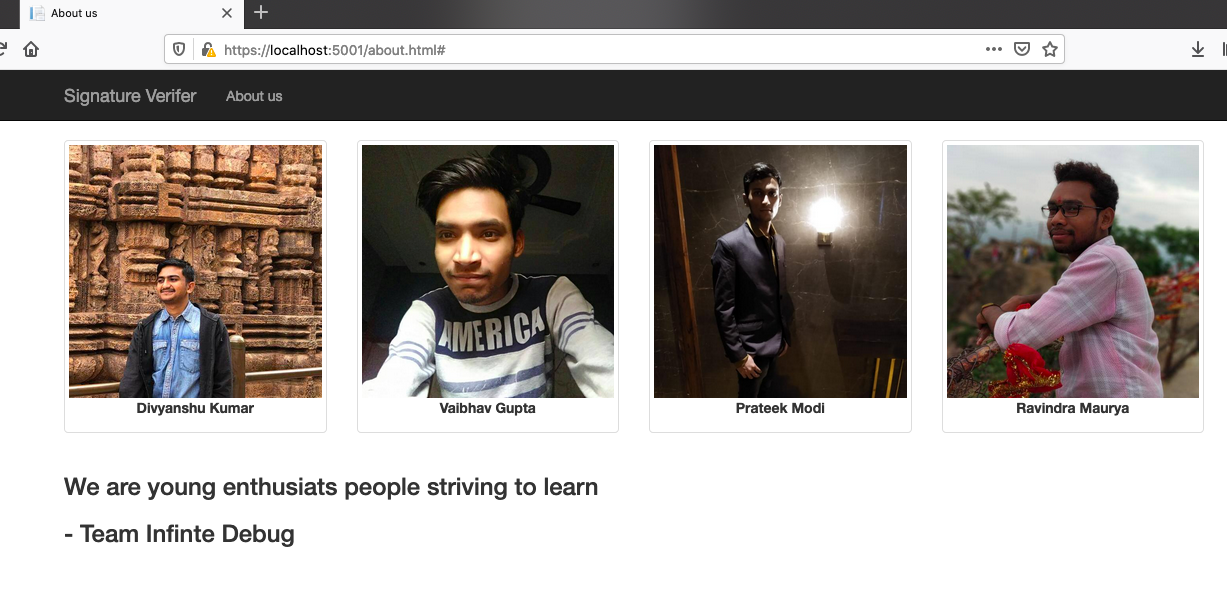 About us
https://localhost:5001/about.html#
Signature Verifer About us
AMERICA
Divyanshu Kumar
Vaibhav Gupta
Prateek Modi
Ravindra Maurya
We are young enthusiats people striving to learn
- Team Infinte Debug